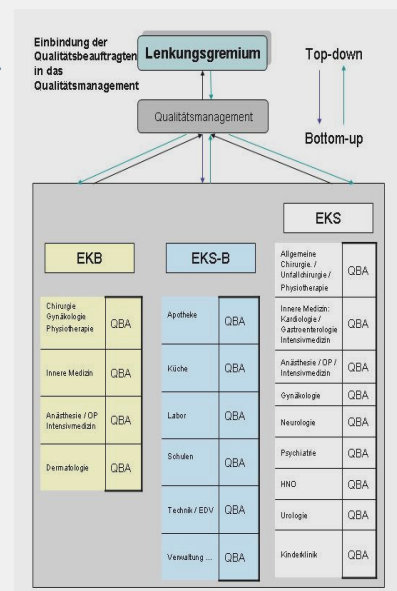 Einbindung der
Qualitätsbeauftragten
in das
Qualitätsmanagement
Lenkungsgremium
Top-down
Qualitätsmanagement
Bottom-up
EKB
Chirurgie
Gynäkologie
Physiotherapie
QBA
Innere Medizin
QBA
Anästhesie / OP
Intensivmedizin
QBA
Dermatologie
QBA
EKS-B
Apotheke
QBA
Küche
QBA
Labor
QBA
Schulen
QBA
Technik / EDV
QBA
Verwaltung ...
QBA
EKS
Allgemeine
Chirurgie. /
Unfallchirurgie /
Physiotherapie
QBA
Innere Medizin:
Kardiologie /
Gastroenterologie
Intensivmedizin
QBA
Anästhesie / OP /
Intensivmedizin
QBA
Gynäkologie
QBA
Neurologie
QBA
Psychiatrie
QBA
HNO
QBA
Urologie
QBA
Kinderklinik
QBA